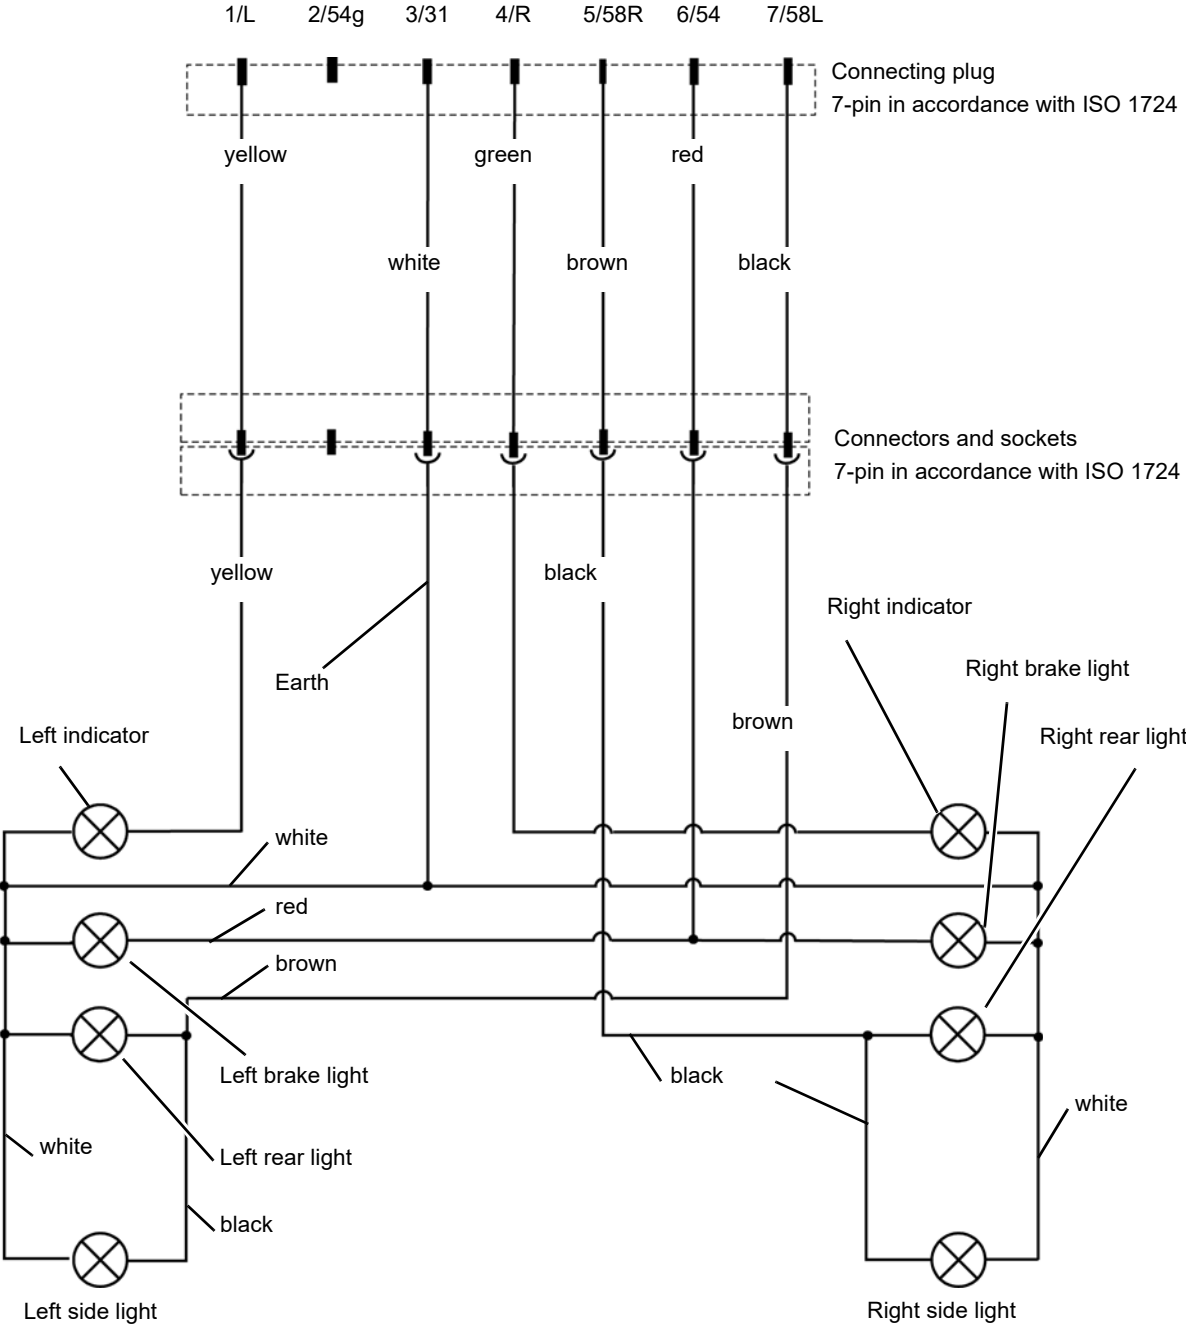 1/L 2/54g 3/31 4/R 5/58R 6/54 7/58L
Connecting plug
7-pin in accordance with ISO 1724
yellow green red
white brown black
Connectors and sockets
7-pin in accordance with ISO 1724
yellow black
Right indicator
Right brake light
Earth
brown
Left indicator
Right rear light
white
red
brown
Left brake light
black
white
white
Left rear light
black
Left side light
Right side light